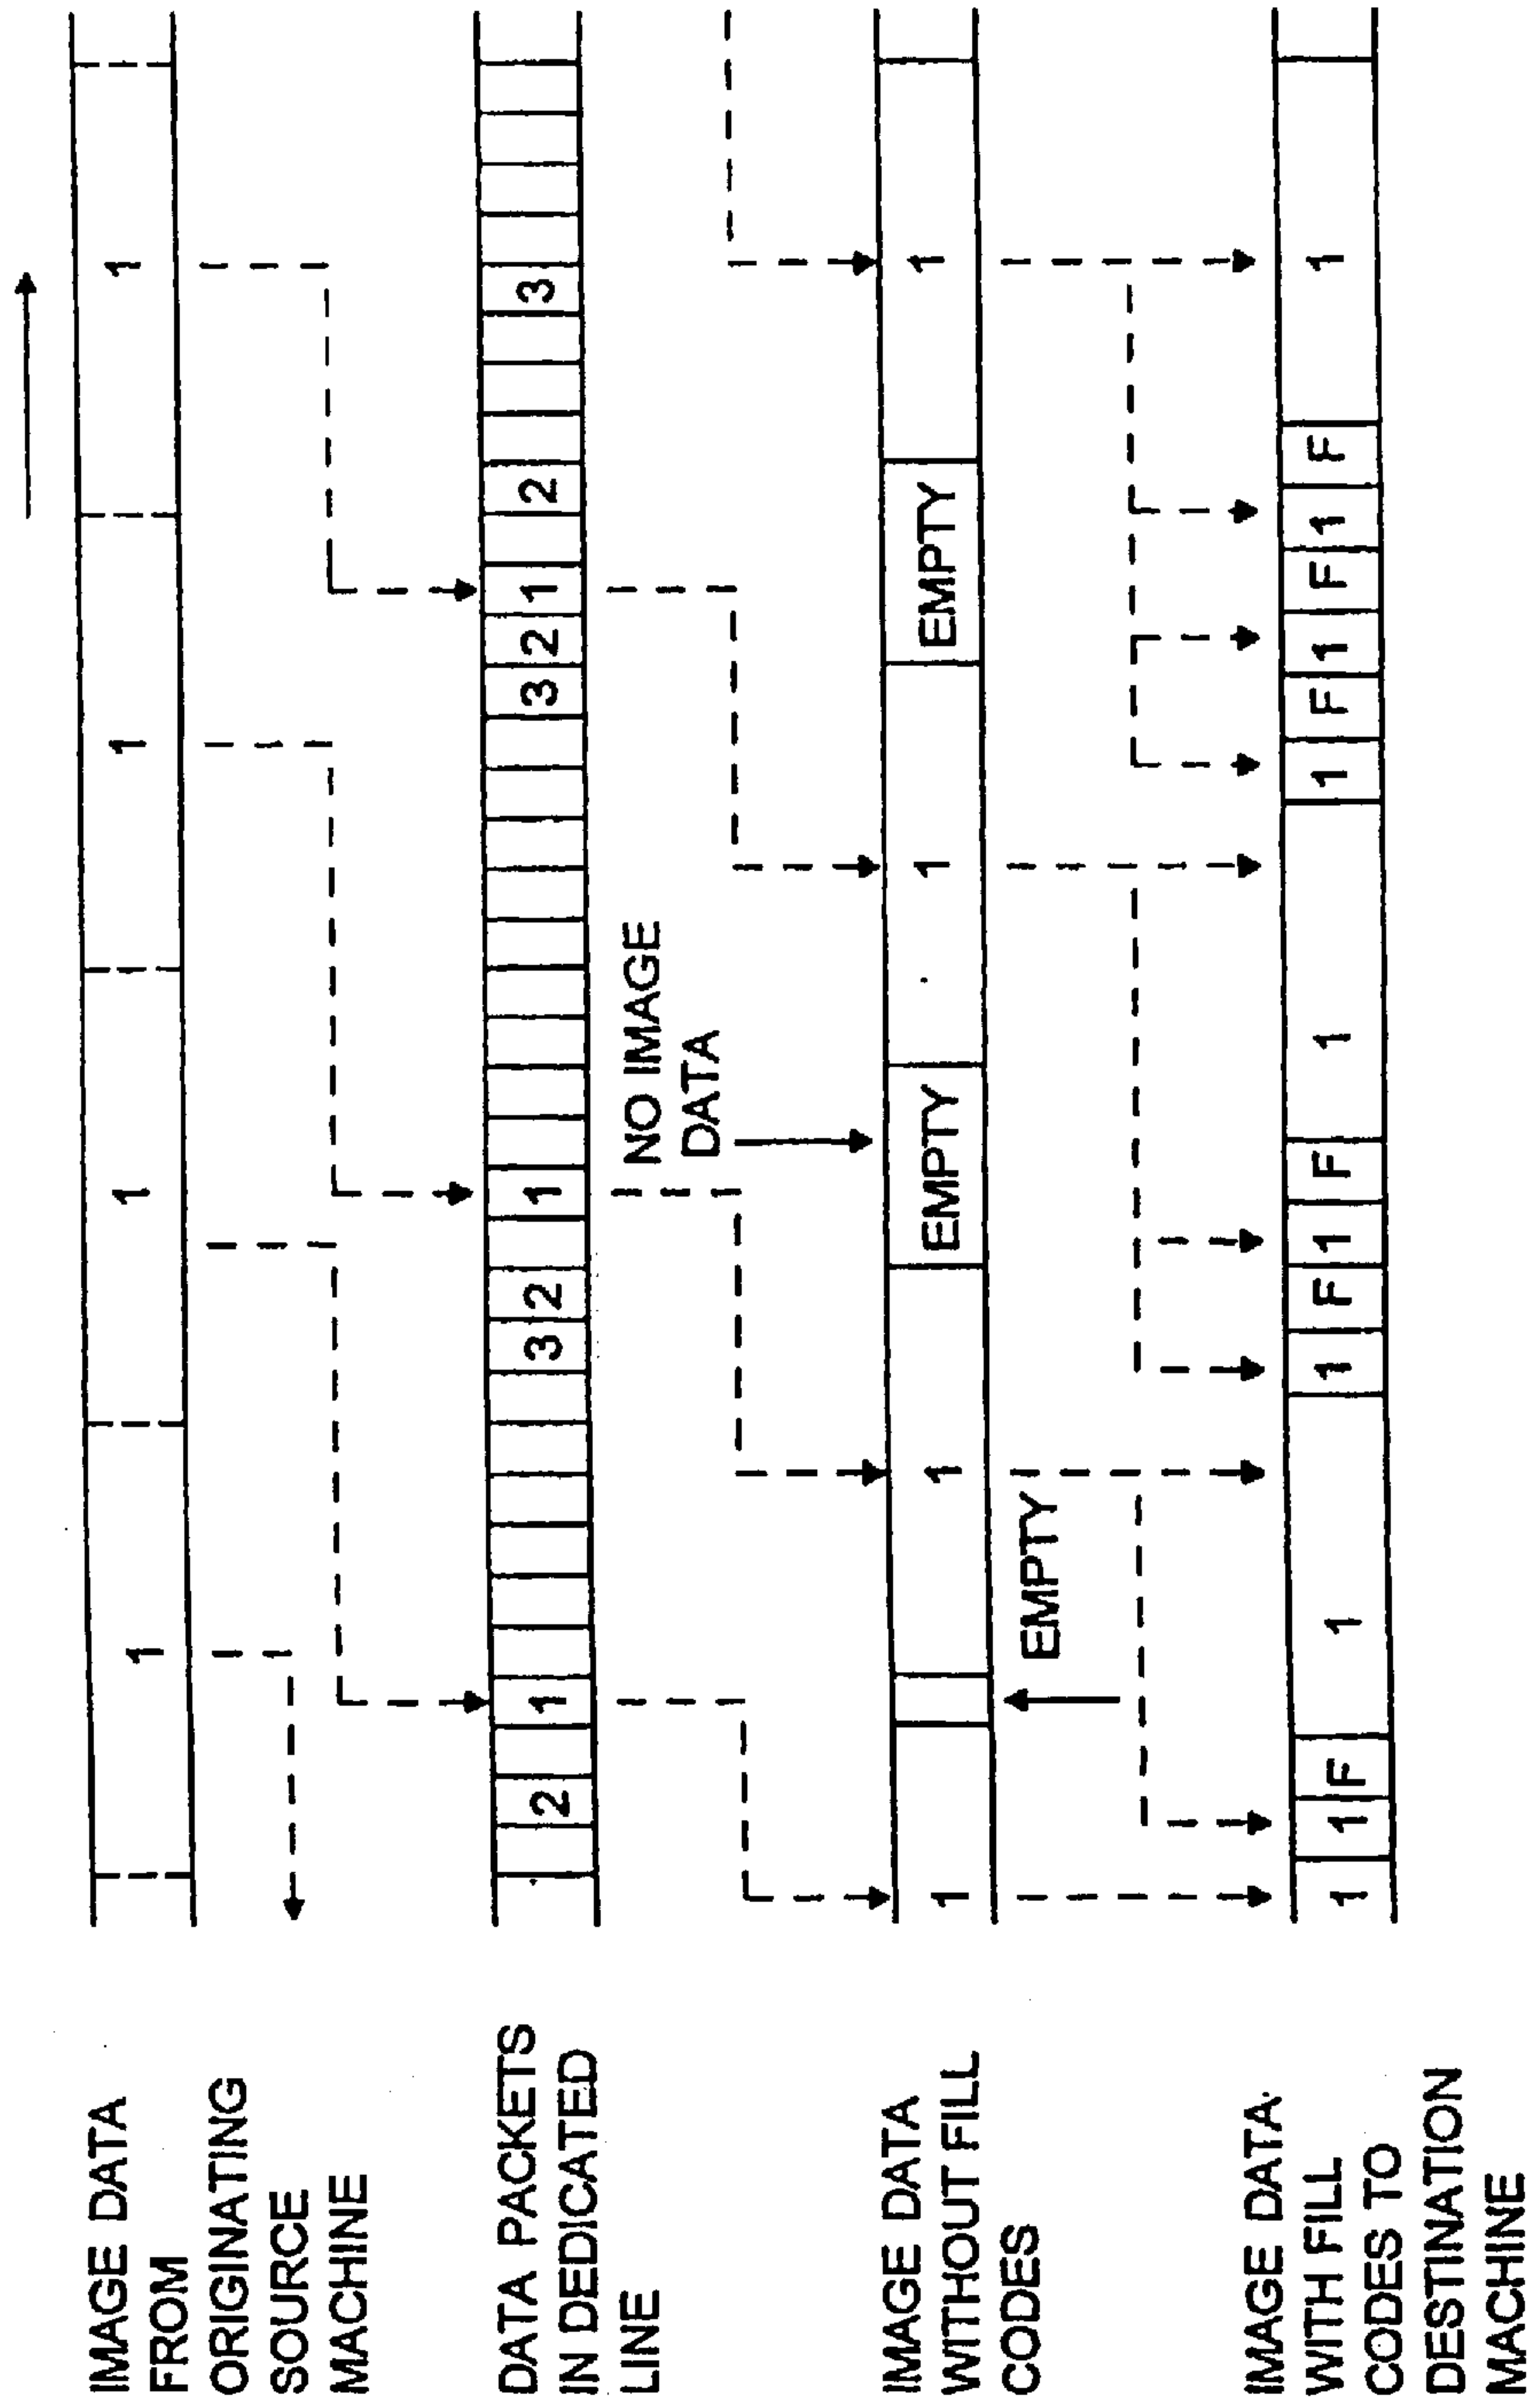 IMAGE DATA
FROM
ORIGINATING
SOURCE
MACHINE
1 1 1 1
DATA PACKETS
IN DEDICATED
LINE
2 1 3 2 1 3 2 1 2 3
NO IMAGE
DATA
IMAGE DATA
WITHOUT FILL
CODES
1 1 EMPTY 1 EMPTY 1
EMPTY
IMAGE DATA
WITH FILL
CODES TO
DESTINATION
MACHINE
1 1 F 1 1 F 1 F 1 1 F 1 F 1 F 1